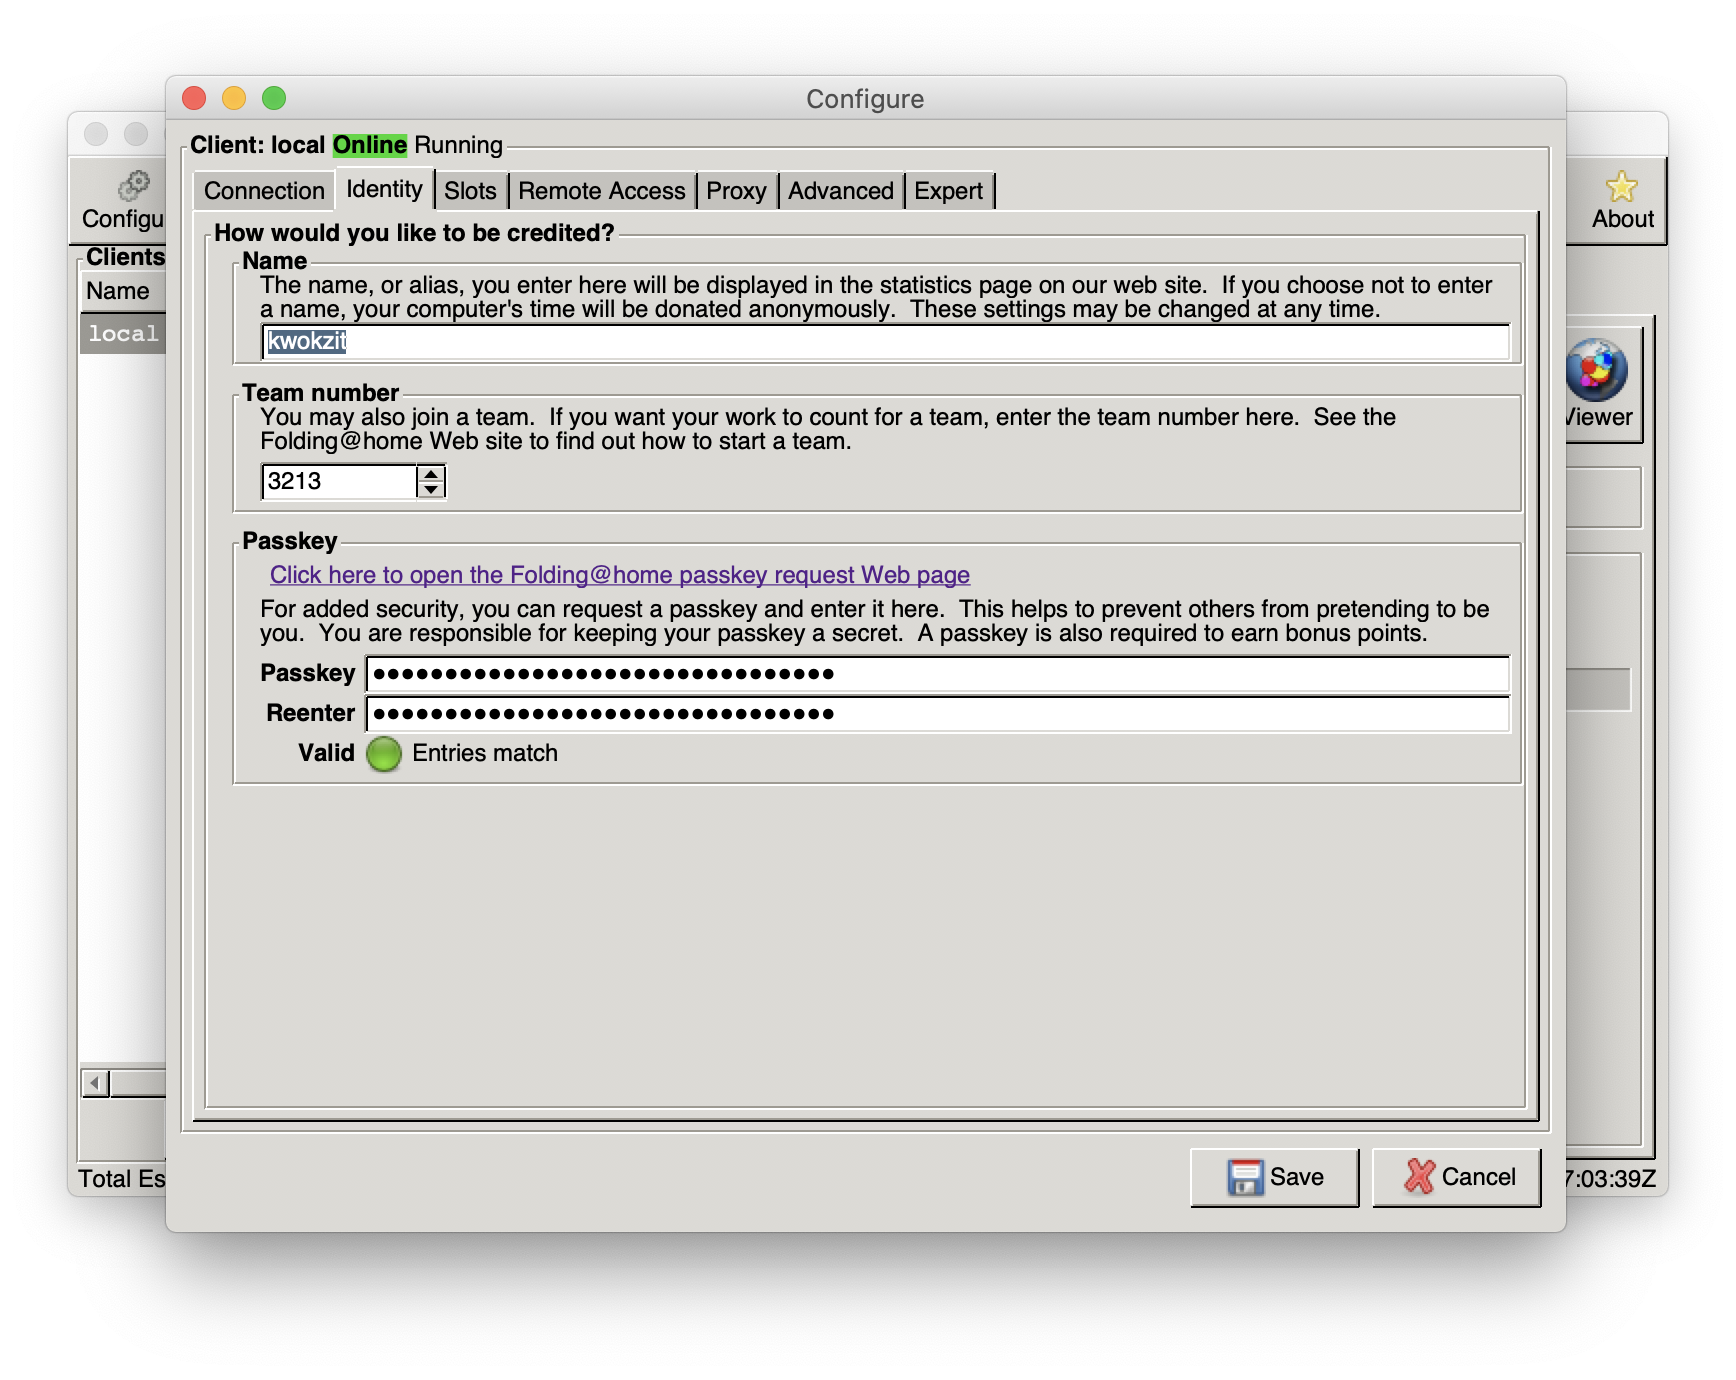 Configure
Client: local Online Running
Connection Identity Slots Remote Access Proxy Advanced Expert
How would you like to be credited?
Name
The name, or alias, you enter here will be displayed in the statistics page on our web site.  If you choose not to enter
a name, your computer's time will be donated anonymously.  These settings may be changed at any time.
kwokzit
Team number
You may also join a team.  If you want your work to count for a team, enter the team number here.  See the
Folding@home Web site to find out how to start a team.
3213
Passkey
Click here to open the Folding@home passkey request Web page
For added security, you can request a passkey and enter it here.  This helps to prevent others from pretending to be
you.  You are responsible for keeping your passkey a secret.  A passkey is also required to earn bonus points.
Passkey
Reenter
Valid Entries match
Save Cancel
Configu
Clients
Name
local
Total Es
About
Viewer
7:03:39Z